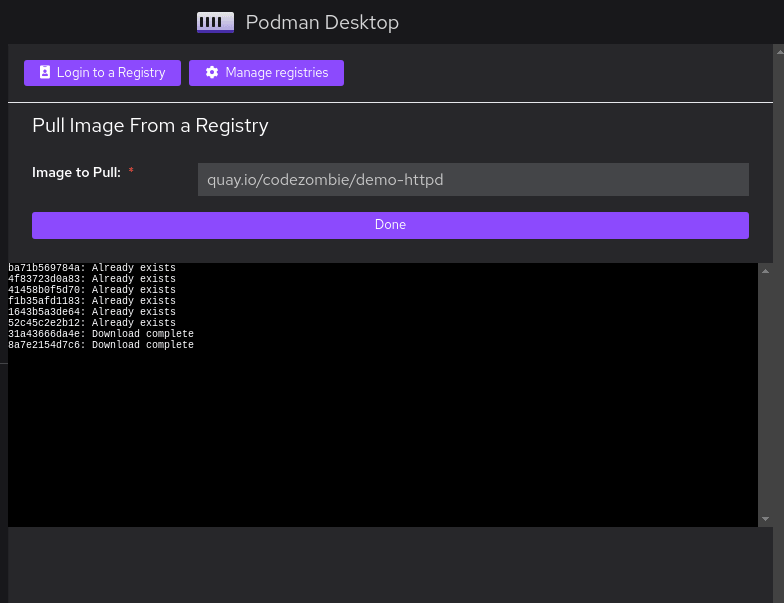 Podman Desktop
Login to a Registry
Manage registries
Pull Image From a Registry
Image to Pull: *
quay.io/codezombie/demo-httpd
Done
ba71b569784a: Already exists
4f83723d0a83: Already exists
41458b0f5d70: Already exists
f1b35afd1183: Already exists
1643b5a3de64: Already exists
52c45c2e2b12: Already exists
31a43666da4e: Download complete
8a7e2154d7c6: Download complete